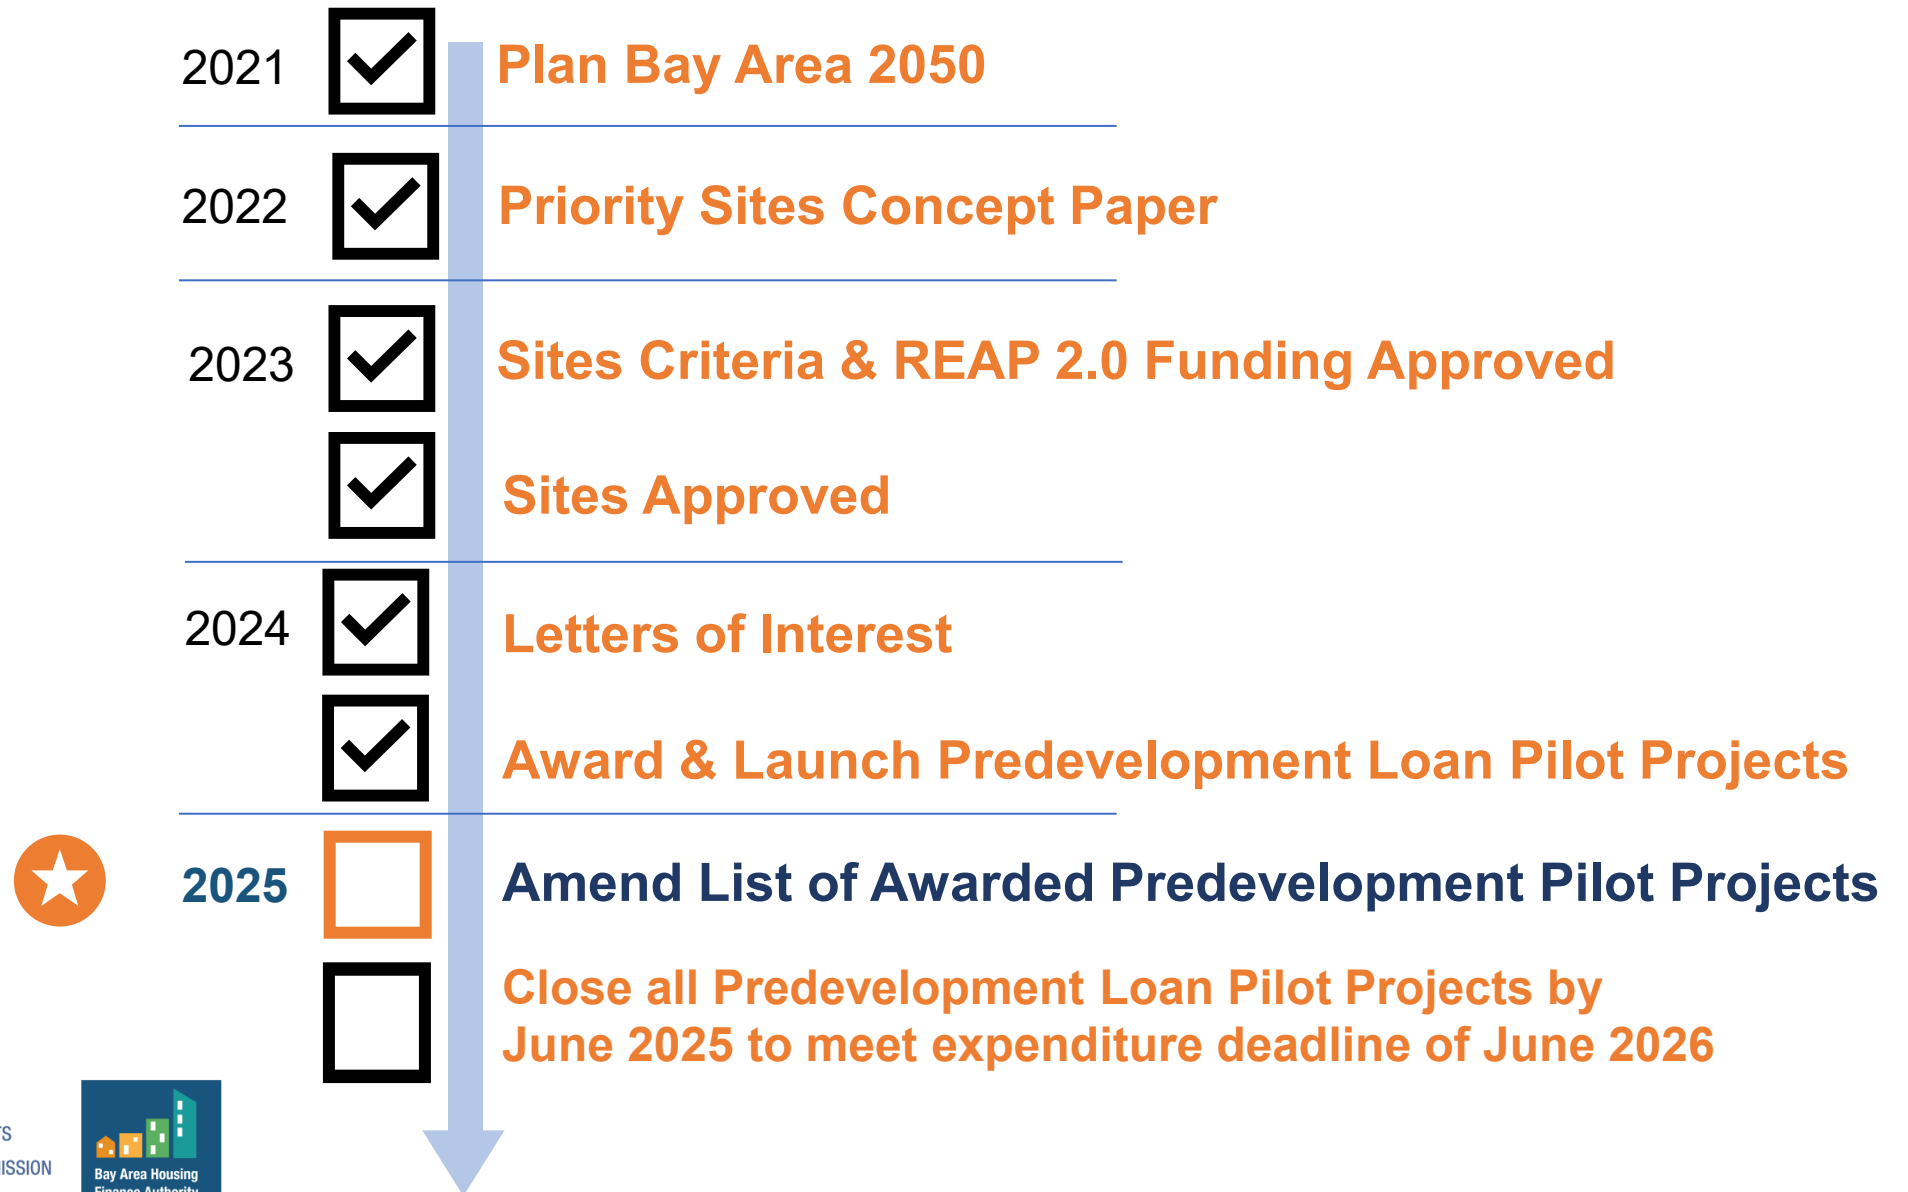 2021
Plan Bay Area 2050
2022
Priority Sites Concept Paper
2023
Sites Criteria & REAP 2.0 Funding Approved
Sites Approved
2024
Letters of Interest
Award & Launch Predevelopment Loan Pilot Projects
2025
Amend List of Awarded Predevelopment Pilot Projects
Close all Predevelopment Loan Pilot Projects by
June 2025 to meet expenditure deadline of June 2026
Bay Area Housing
Finance Authority